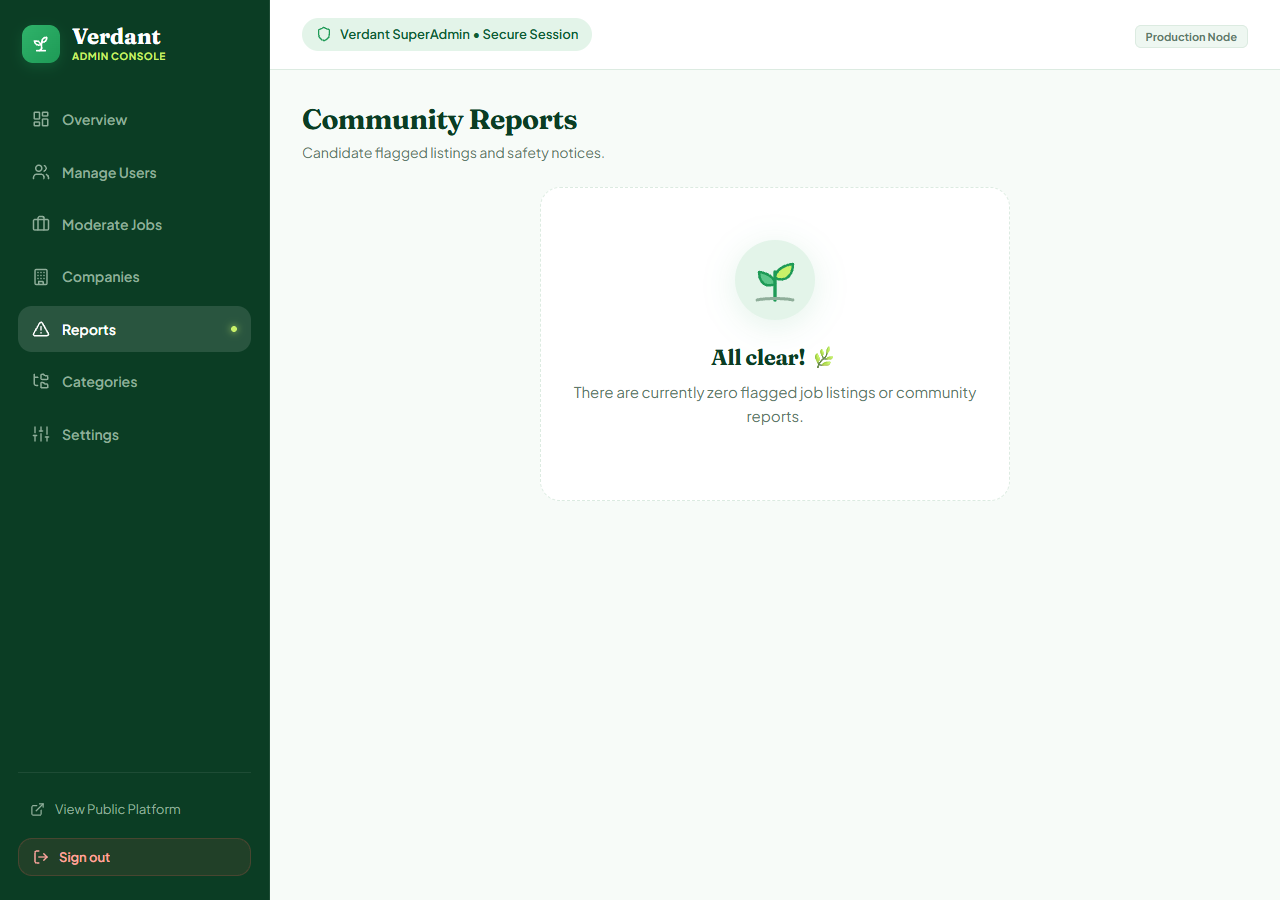 Verdant
ADMIN CONSOLE
Overview
Manage Users
Moderate Jobs
Companies
Reports
Categories
Settings
View Public Platform
Sign out
Verdant SuperAdmin • Secure Session
Production Node
Community Reports
Candidate flagged listings and safety notices.
All clear! 🌿
There are currently zero flagged job listings or community
reports.